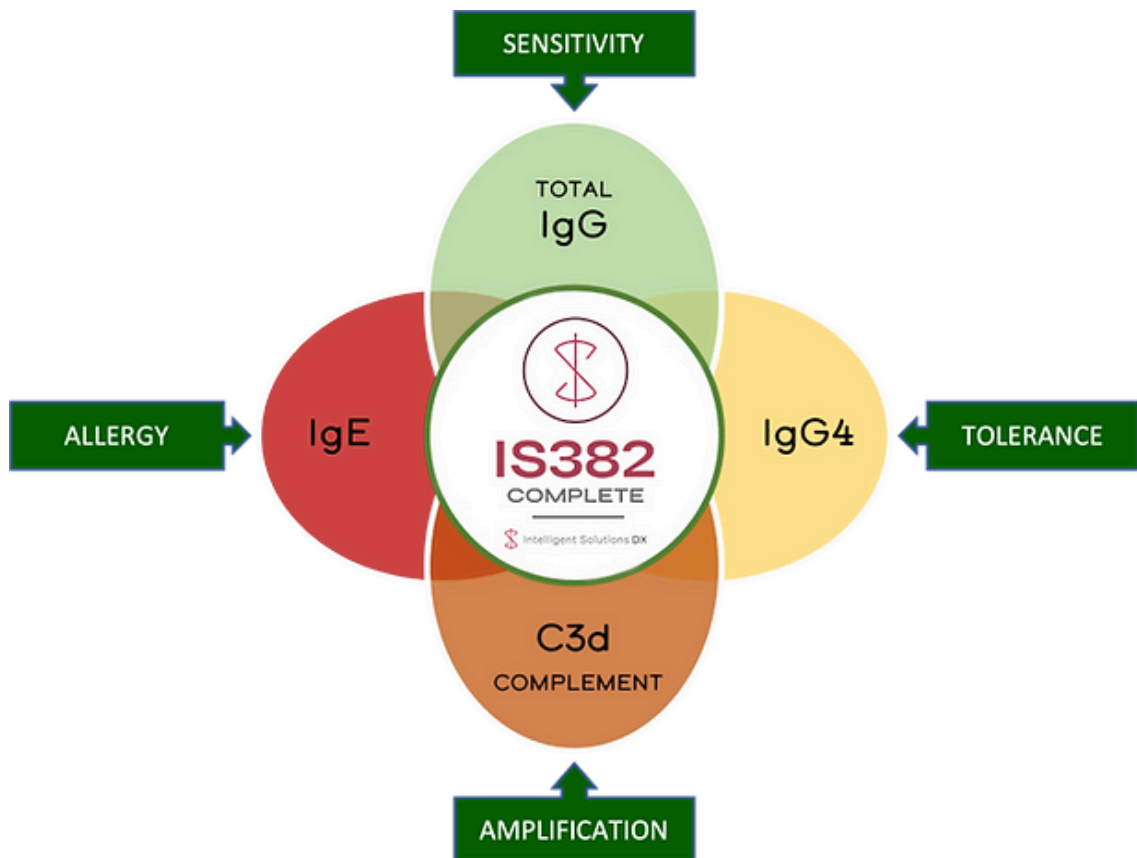 SENSITIVITY
TOTAL
IgG
ALLERGY
IgE
IS382
COMPLETE
Intelligent Solutions DX
IgG4
TOLERANCE
C3d
COMPLEMENT
AMPLIFICATION